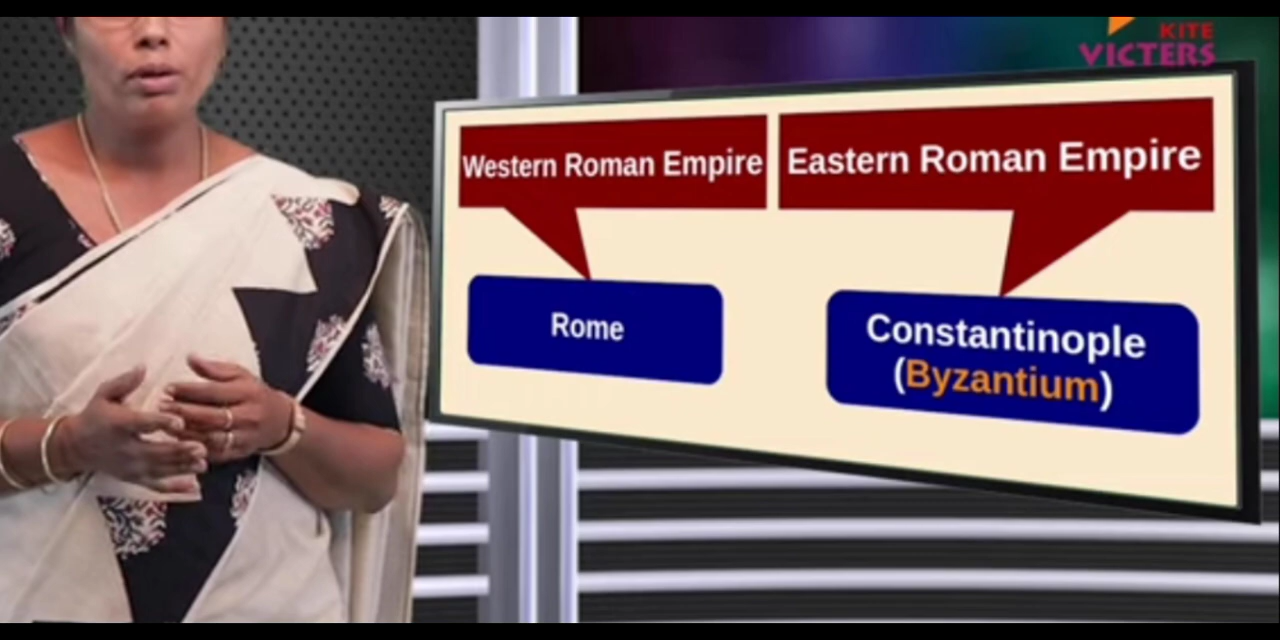 KITE
VICTERS
Western Roman Empire
Eastern Roman Empire
Rome
Constantinople
(Byzantium)